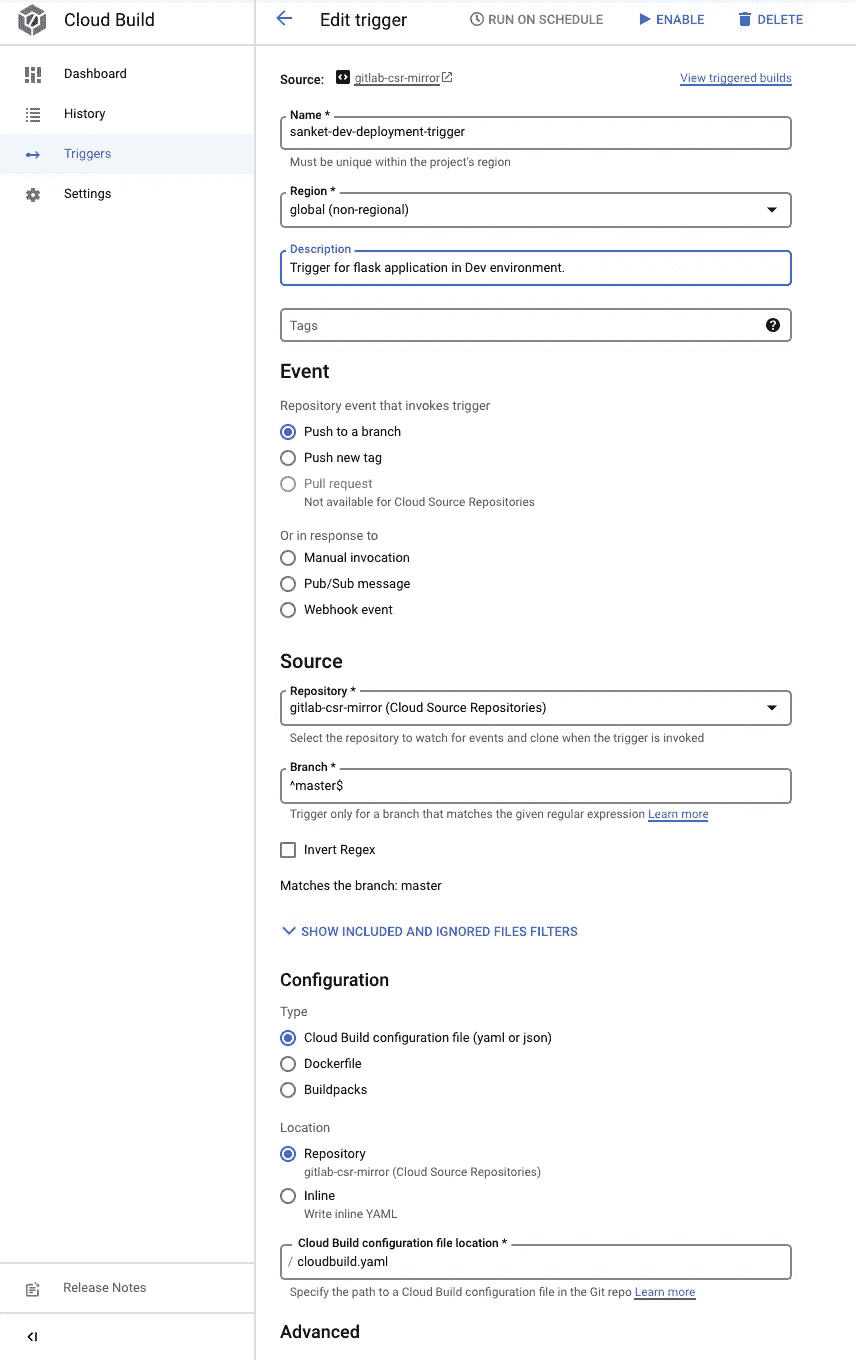 Cloud Build
Edit trigger
RUN ON SCHEDULE
ENABLE
DELETE
Dashboard
History
Triggers
Settings
Source: gitlab-csr-mirror
View triggered builds
Name *
sanket-dev-deployment-trigger
Must be unique within the project's region
Region *
global (non-regional)
Description
Trigger for flask application in Dev environment.
Tags
Event
Repository event that invokes trigger
Push to a branch
Push new tag
Pull request
Not available for Cloud Source Repositories
Or in response to
Manual invocation
Pub/Sub message
Webhook event
Source
Repository *
gitlab-csr-mirror (Cloud Source Repositories)
Select the repository to watch for events and clone when the trigger is invoked
Branch *
^master$
Trigger only for a branch that matches the given regular expression Learn more
Invert Regex
Matches the branch: master
SHOW INCLUDED AND IGNORED FILES FILTERS
Configuration
Type
Cloud Build configuration file (yaml or json)
Dockerfile
Buildpacks
Location
Repository
gitlab-csr-mirror (Cloud Source Repositories)
Inline
Write inline YAML
Cloud Build configuration file location *
/ cloudbuild.yaml
Specify the path to a Cloud Build configuration file in the Git repo Learn more
Advanced
Release Notes